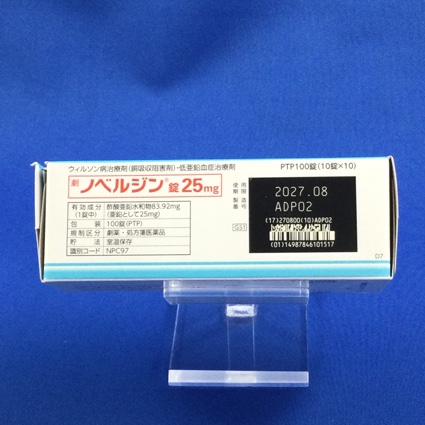 ウィルソン病治療剤(銅吸収阻害剤)・低亜鉛血症治療剤
PTP100錠(10錠×10)
劇 ノベルジン®錠25mg
使用期限 2027.08
製造番号 ADP02
有効成分(1錠中) 酢酸亜鉛水和物83.92mg(亜鉛として25mg)
包装 100錠(PTP)
規制区分 劇薬・処方箋医薬品
貯法 室温保存
識別コード NPC97
GS1
(17)270800(10)ADP02
(01)14987846101517
D7